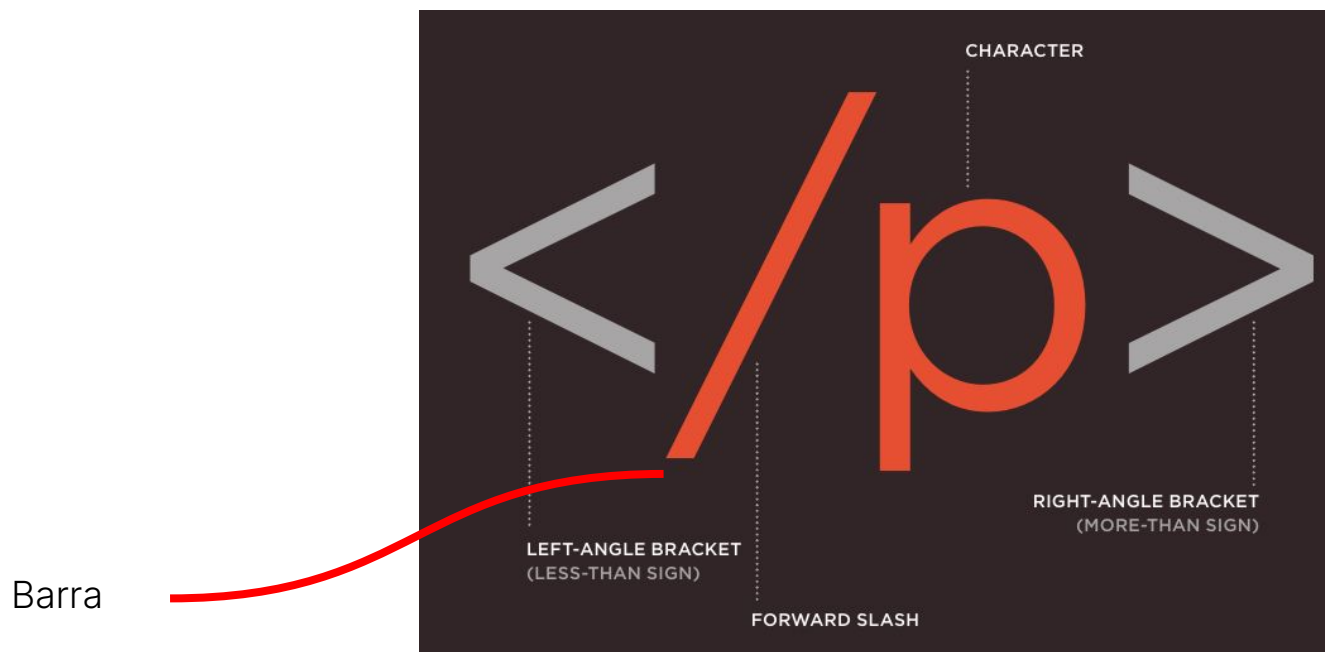 CHARACTER
</p>
RIGHT-ANGLE BRACKET
(MORE-THAN SIGN)
LEFT-ANGLE BRACKET
(LESS-THAN SIGN)
Barra
FORWARD SLASH